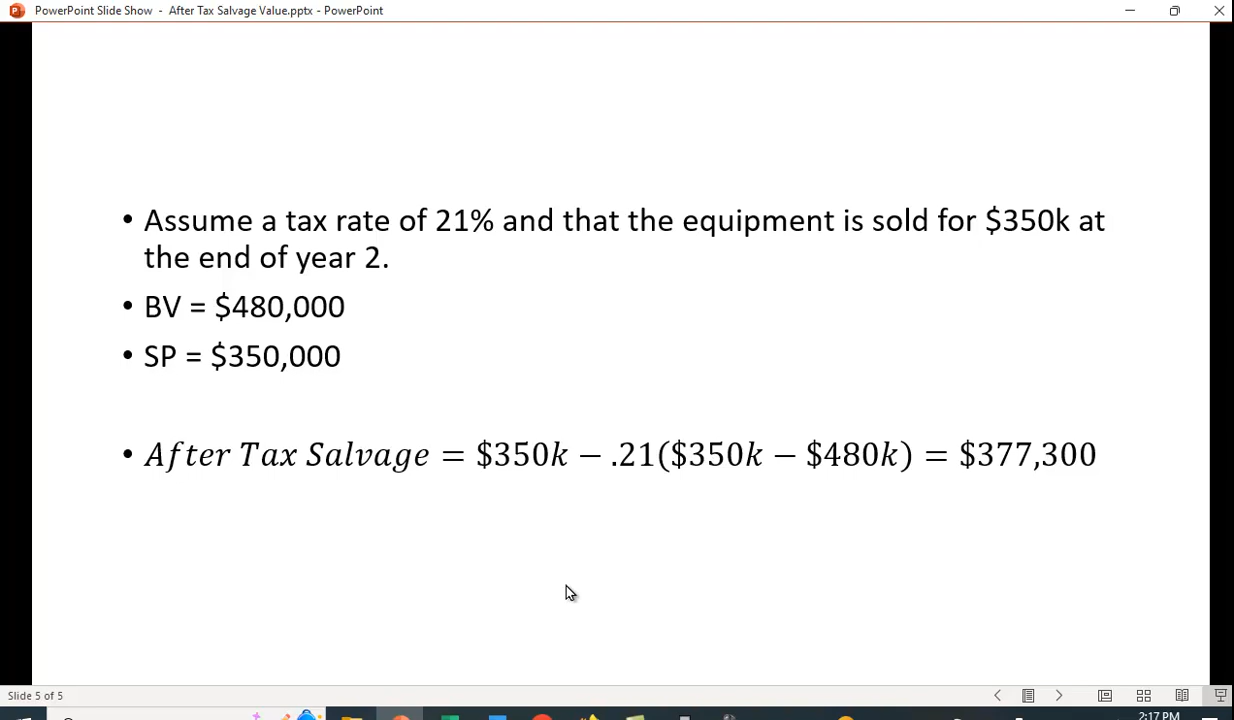 PowerPoint Slide Show - After Tax Salvage Value.pptx - PowerPoint
• Assume a tax rate of 21% and that the equipment is sold for $350k at
the end of year 2.
• BV = $480,000
• SP = $350,000
• After Tax Salvage = $350k − .21($350k − $480k) = $377,300
Slide 5 of 5
2:17 PM